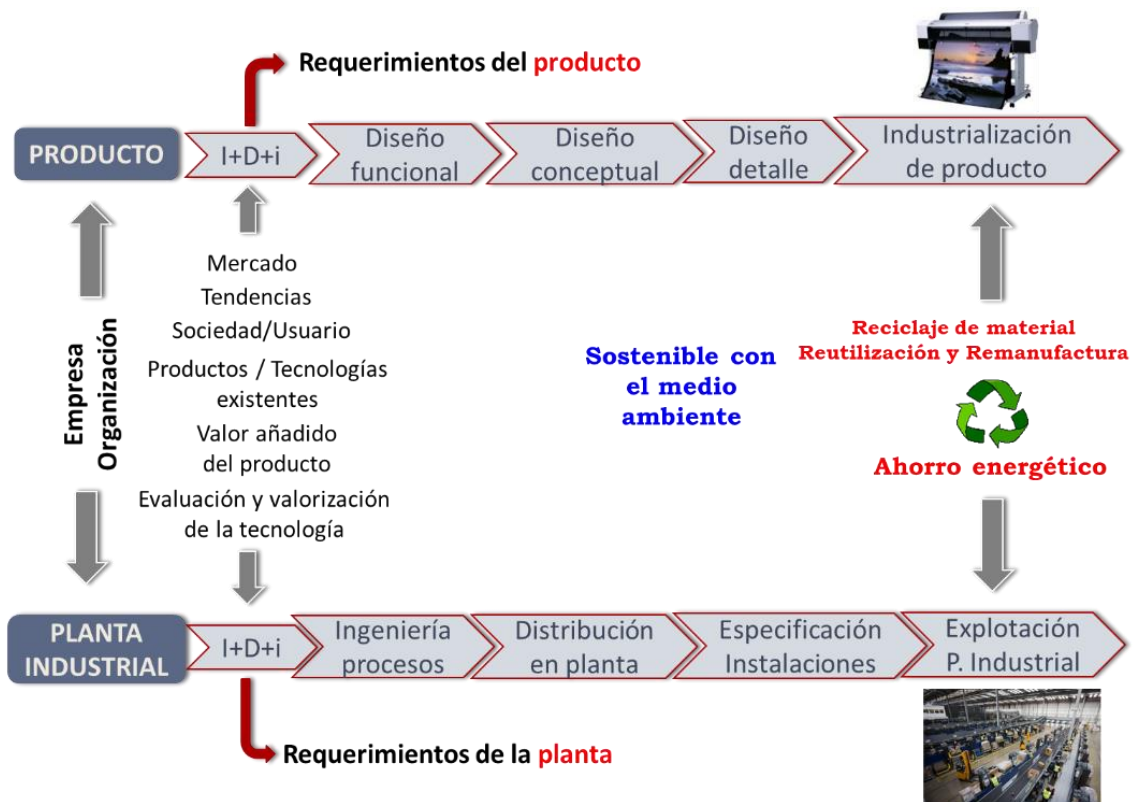 Requerimientos del producto
PRODUCTO
I+D+i
Diseño
funcional
Diseño
conceptual
Diseño
detalle
Industrialización
de producto
Empresa
Organización
Mercado
Tendencias
Sociedad/Usuario
Productos / Tecnologías
existentes
Valor añadido
del producto
Evaluación y valorización
de la tecnología
Sostenible con
el medio
ambiente
Reciclaje de material
Reutilización y Remanufactura
Ahorro energético
PLANTA
INDUSTRIAL
I+D+i
Ingeniería
procesos
Distribución
en planta
Especificación
Instalaciones
Explotación
P. Industrial
Requerimientos de la planta